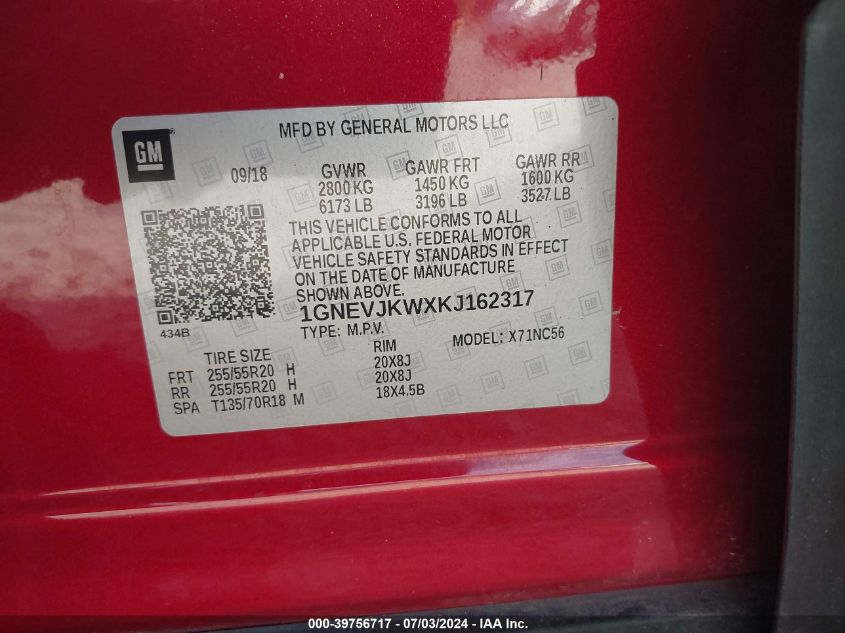 GM
MFD BY GENERAL MOTORS LLC
09/18 GVWR GAWR FRT GAWR RR
2800 KG 1450 KG 1600 KG
6173 LB 3196 LB 3527 LB
THIS VEHICLE CONFORMS TO ALL
APPLICABLE U.S. FEDERAL MOTOR
VEHICLE SAFETY STANDARDS IN EFFECT
ON THE DATE OF MANUFACTURE
SHOWN ABOVE.
434B
1GNEVJKWXKJ162317
TYPE: M.P.V. MODEL: X71NC56
TIRE SIZE RIM
FRT 255/55R20 H 20X8J
RR 255/55R20 H 20X8J
SPA T135/70R18 M 18X4.5B
000-39756717 - 07/03/2024 - IAA Inc.